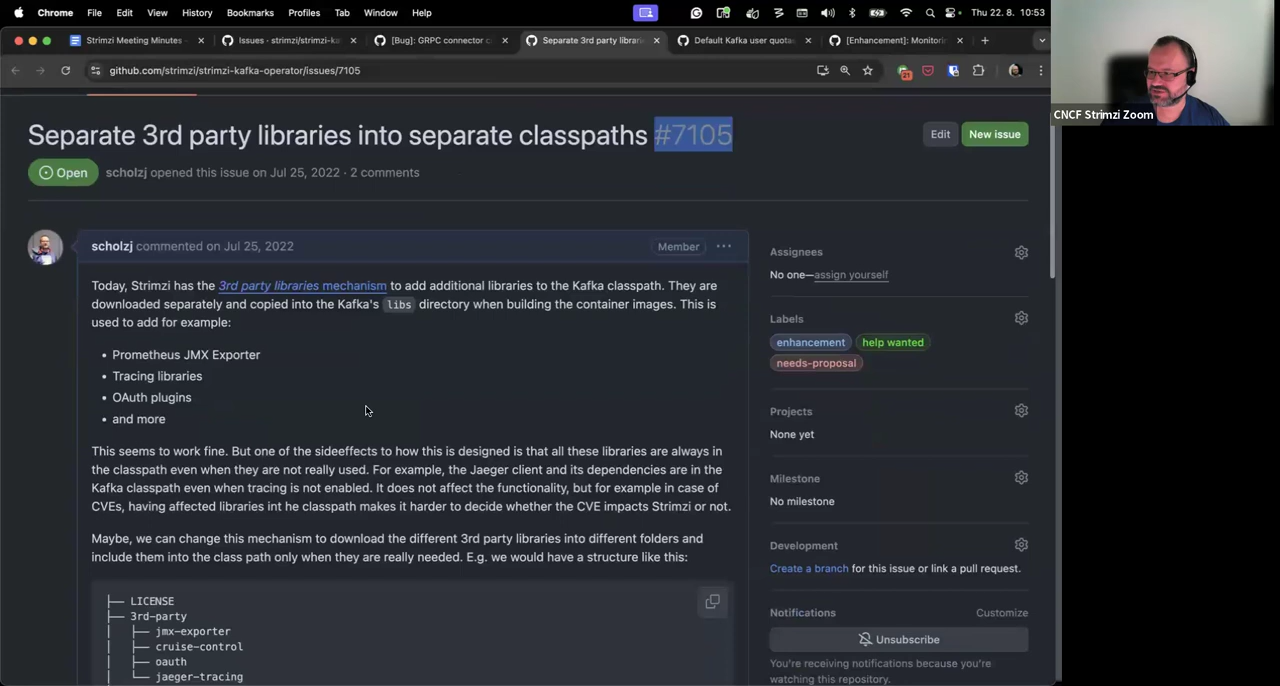 Chrome File Edit View History Bookmarks Profiles Tab Window Help Thu 22. 8. 10:53
Strimzi Meeting Minutes - Issues · strimzi/strimzi-ka [Bug]: GRPC connector c Separate 3rd party librari Default Kafka user quotas [Enhancement]: Monitori
github.com/strimzi/strimzi-kafka-operator/issues/7105
21
CNCF Strimzi Zoom
Separate 3rd party libraries into separate classpaths #7105
Edit New issue
Open scholzj opened this issue on Jul 25, 2022 · 2 comments
scholzj commented on Jul 25, 2022 Member
Today, Strimzi has the 3rd party libraries mechanism to add additional libraries to the Kafka classpath. They are
downloaded separately and copied into the Kafka's libs directory when building the container images. This is
used to add for example:
• Prometheus JMX Exporter
• Tracing libraries
• OAuth plugins
• and more
This seems to work fine. But one of the sideeffects to how this is designed is that all these libraries are always in
the classpath even when they are not really used. For example, the Jaeger client and its dependencies are in the
Kafka classpath even when tracing is not enabled. It does not affect the functionality, but for example in case of
CVEs, having affected libraries int he classpath makes it harder to decide whether the CVE impacts Strimzi or not.
Maybe, we can change this mechanism to download the different 3rd party libraries into different folders and
include them into the class path only when they are really needed. E.g. we would have a structure like this:
├── LICENSE
├── 3rd-party
│ ├── jmx-exporter
│ ├── cruise-control
│ ├── oauth
│ └── jaeger-tracing
Assignees
No one—assign yourself
Labels
enhancement help wanted
needs-proposal
Projects
None yet
Milestone
No milestone
Development
Create a branch for this issue or link a pull request.
Notifications Customize
Unsubscribe
You're receiving notifications because you're
watching this repository.